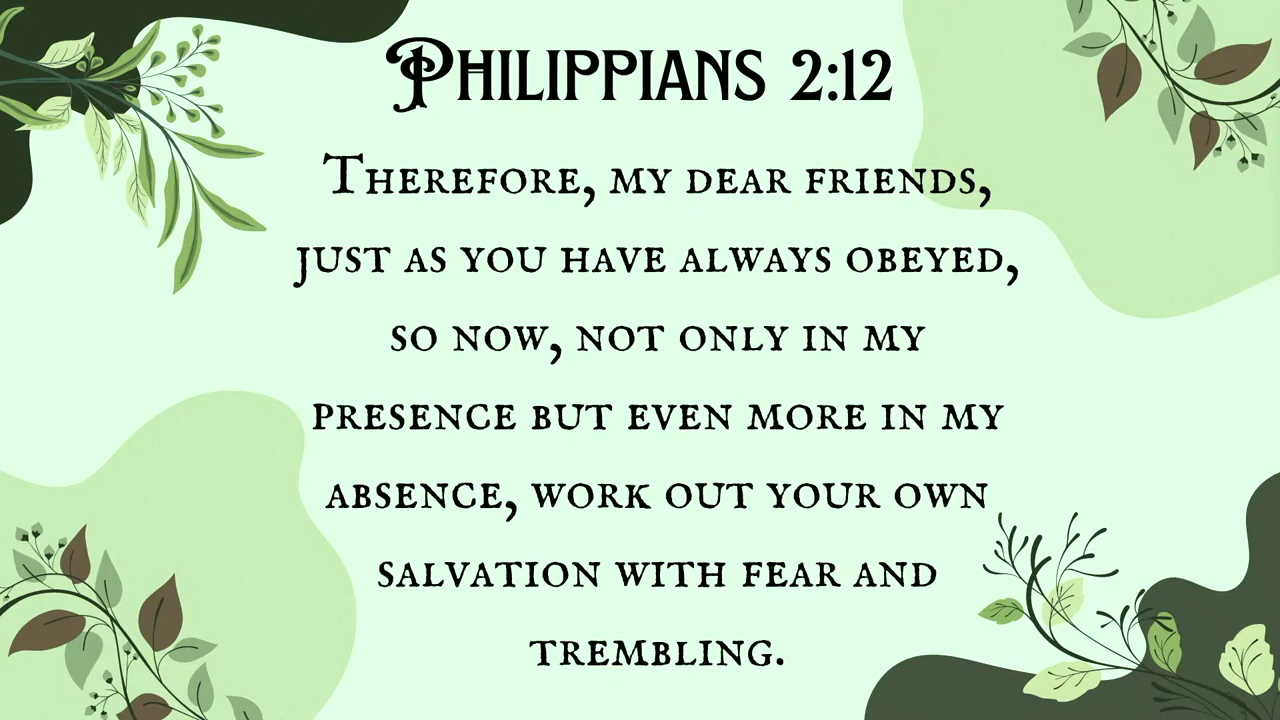 Philippians 2:12
Therefore, my dear friends,
just as you have always obeyed,
so now, not only in my
presence but even more in my
absence, work out your own
salvation with fear and
trembling.